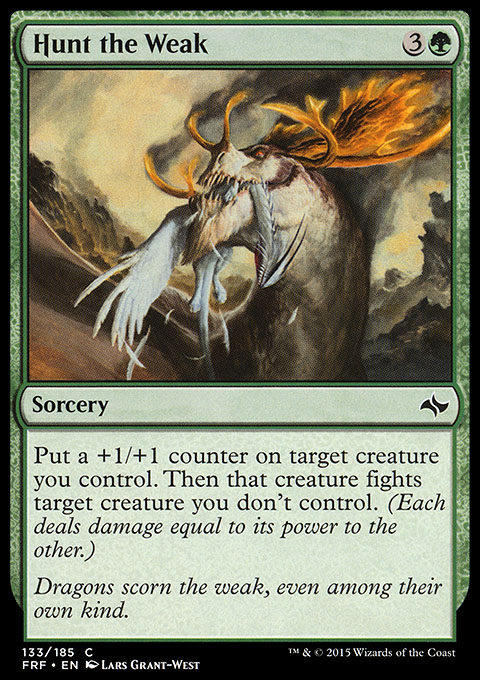 Hunt the Weak 3
Sorcery
Put a +1/+1 counter on target creature
you control. Then that creature fights
target creature you don't control. (Each
deals damage equal to its power to the
other.)
Dragons scorn the weak, even among their
own kind.
133/185 C
FRF • EN Lars Grant-West
™ & © 2015 Wizards of the Coast